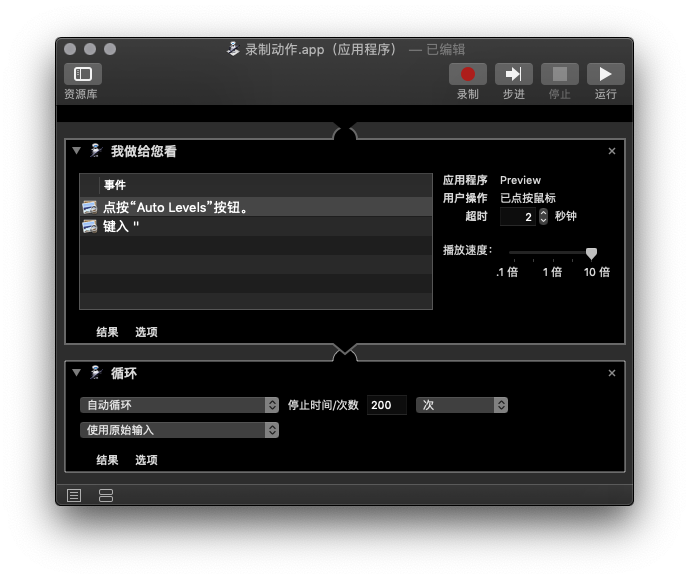 录制动作.app（应用程序） — 已编辑
资源库
录制 步进 停止 运行
我做给您看
事件
点按“Auto Levels”按钮。
键入 "
应用程序 Preview
用户操作 已点按鼠标
超时 2 秒钟
播放速度：
.1 倍 1 倍 10 倍
结果 选项
循环
自动循环 停止时间/次数 200 次
使用原始输入
结果 选项